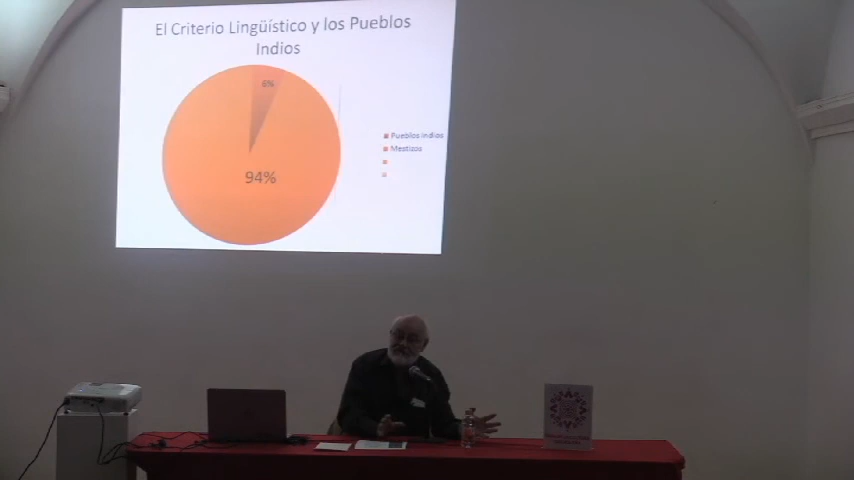 El Criterio Lingüístico y los Pueblos
Indios
6%
94%
Pueblos Indios
Mestizos